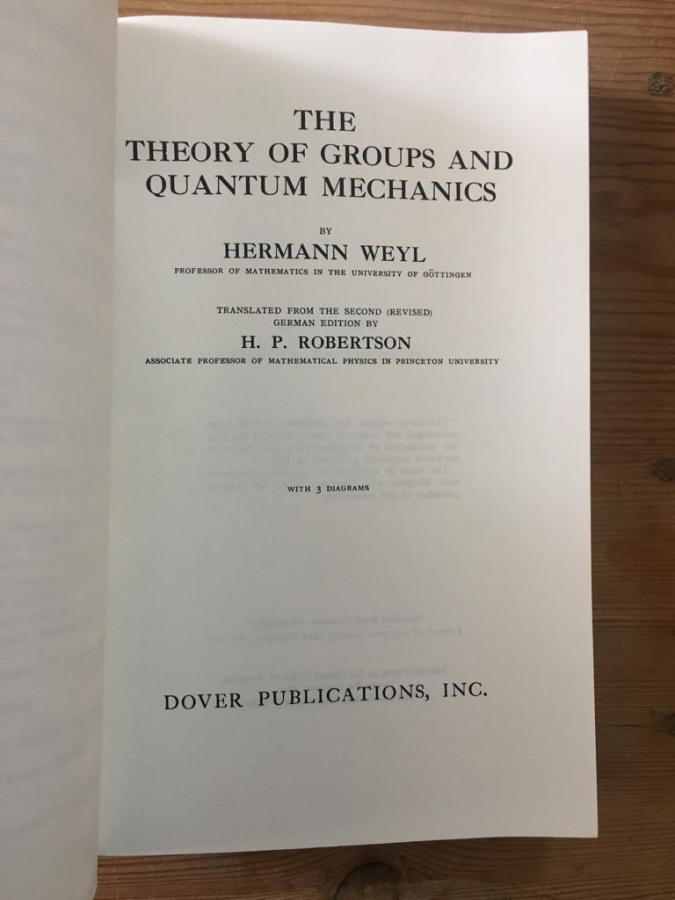 THE
THEORY OF GROUPS AND
QUANTUM MECHANICS
BY
HERMANN WEYL
PROFESSOR OF MATHEMATICS IN THE UNIVERSITY OF GÖTTINGEN
TRANSLATED FROM THE SECOND (REVISED)
GERMAN EDITION BY
H. P. ROBERTSON
ASSOCIATE PROFESSOR OF MATHEMATICAL PHYSICS IN PRINCETON UNIVERSITY
WITH 3 DIAGRAMS
DOVER PUBLICATIONS, INC.